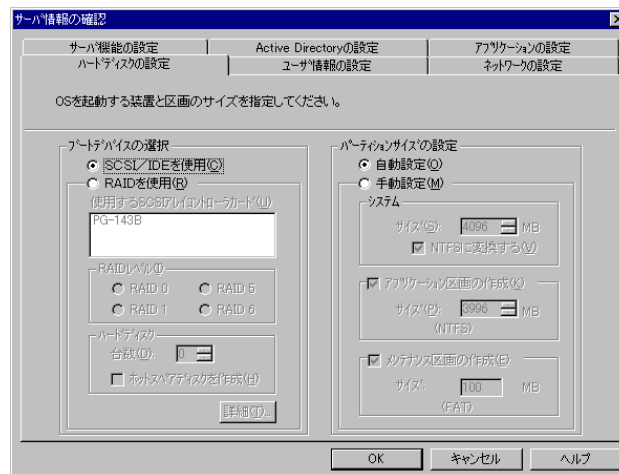 サーバ情報の確認
サーバ機能の設定
Active Directoryの設定
アプリケーションの設定
ハードディスクの設定
ユーザ情報の設定
ネットワークの設定
OSを起動する装置と区画のサイズを指定してください。
ブートデバイスの選択
SCSI/IDEを使用(C)
RAIDを使用(R)
使用するSCSIアレイコントローラカード(U)
PG-143B
RAIDレベル(I)
RAID 0
RAID 5
RAID 1
RAID 6
ハードディスク
台数(D):
0
ホットスペアディスクを作成(H)
詳細(T)...
パーティションサイズの設定
自動設定(O)
手動設定(M)
システム
サイズ(S):
4096
MB
NTFSに変換する(V)
アプリケーション区画の作成(K)
サイズ(P):
3996
MB
(NTFS)
メンテナンス区画の作成(E):
サイズ:
100
MB
(FAT)
OK
キャンセル
ヘルプ